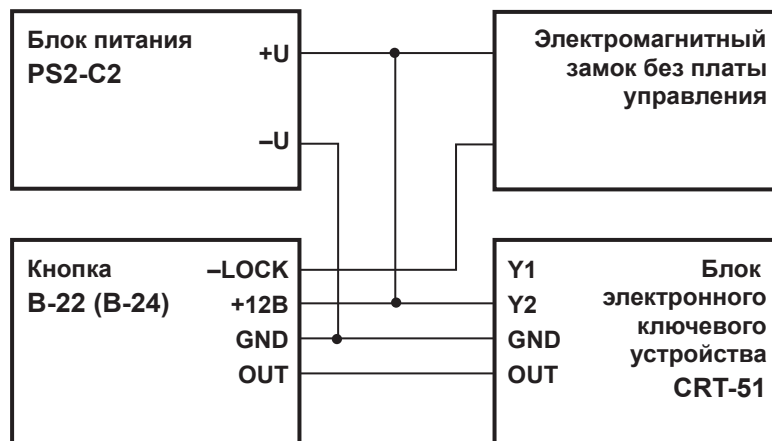 Блок питания
PS2-C2
+U
–U
Электромагнитный
замок без платы
управления
Кнопка
B-22 (B-24)
–LOCK
+12В
GND
OUT
Y1
Y2
GND
OUT
Блок
электронного
ключевого
устройства
CRT-51